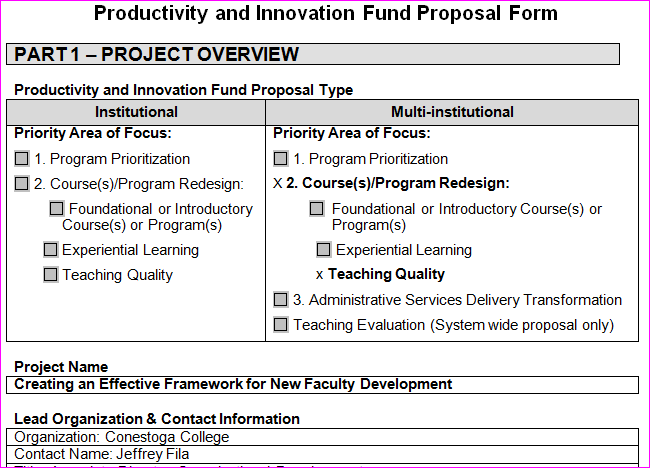 Productivity and Innovation Fund Proposal Form
PART 1 – PROJECT OVERVIEW
Productivity and Innovation Fund Proposal Type
Institutional
Priority Area of Focus:
1. Program Prioritization
2. Course(s)/Program Redesign:
Foundational or Introductory
Course(s) or Program(s)
Experiential Learning
Teaching Quality
Multi-institutional
Priority Area of Focus:
1. Program Prioritization
X 2. Course(s)/Program Redesign:
Foundational or Introductory Course(s) or
Program(s)
Experiential Learning
x Teaching Quality
3. Administrative Services Delivery Transformation
Teaching Evaluation (System wide proposal only)
Project Name
Creating an Effective Framework for New Faculty Development
Lead Organization & Contact Information
Organization: Conestoga College
Contact Name: Jeffrey Fila